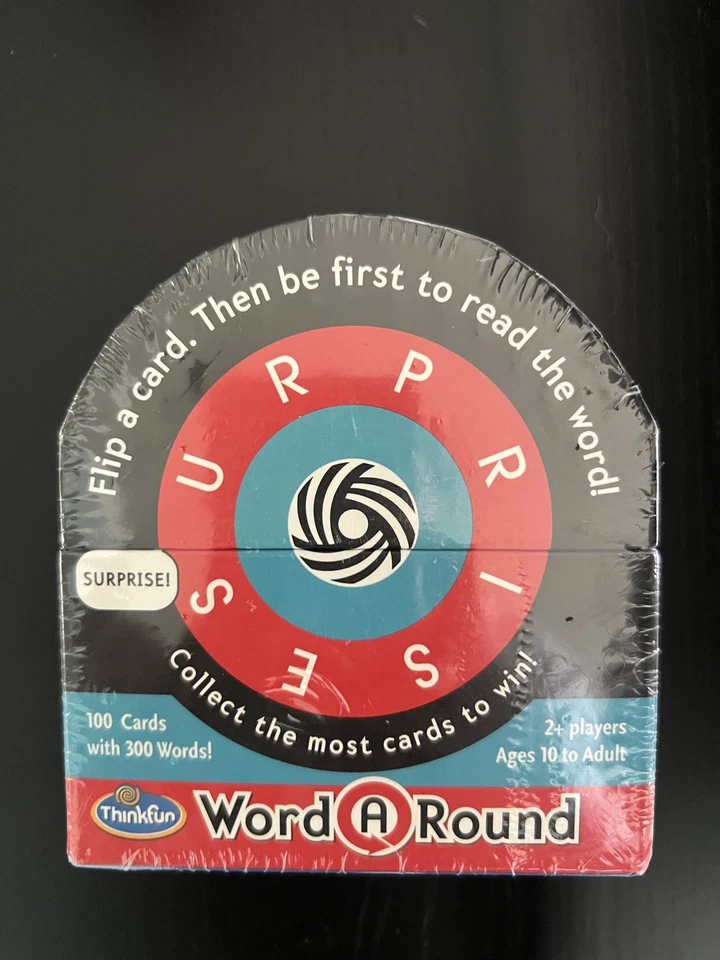 Flip a card. Then be first to read the word!
SURPRISE
SURPRISE!
Collect the most cards to win!
100 Cards
with 300 Words!
2+ players
Ages 10 to Adult
Thinkfun
Word A Round